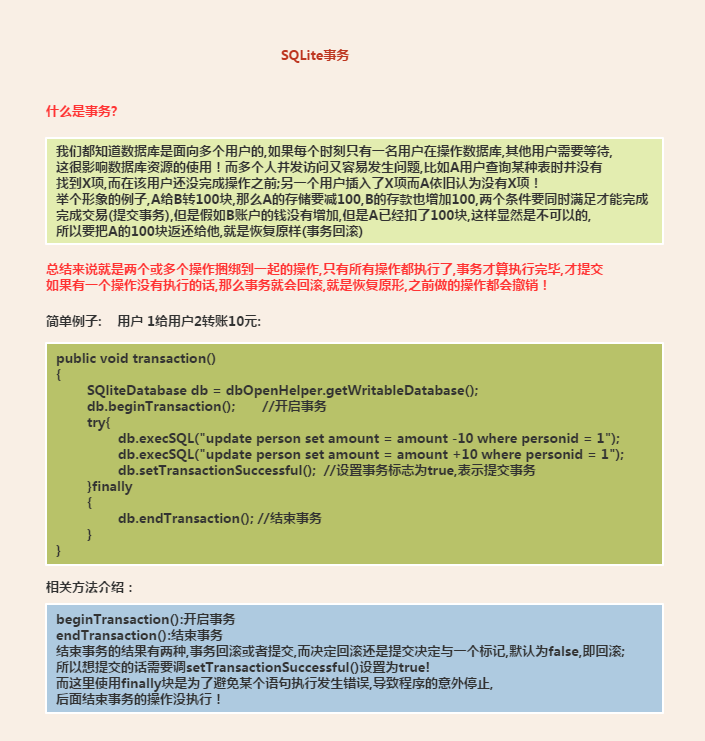 SQLite事务
什么是事务?
我们都知道数据库是面向多个用户的,如果每个时刻只有一名用户在操作数据库,其他用户需要等待,
这很影响数据库资源的使用！而多个人并发访问又容易发生问题,比如A用户查询某种表时并没有
找到X项,而在该用户还没完成操作之前;另一个用户插入了X项而A依旧认为没有X项！
举个形象的例子,A给B转100块,那么A的存储要减100,B的存款也增加100,两个条件要同时满足才能完成
完成交易(提交事务),但是假如B账户的钱没有增加,但是A已经扣了100块,这样显然是不可以的,
所以要把A的100块返还给他,就是恢复原样(事务回滚)
总结来说就是两个或多个操作捆绑到一起的操作,只有所有操作都执行了,事务才算执行完毕,才提交
如果有一个操作没有执行的话,那么事务就会回滚,就是恢复原形,之前做的操作都会撤销！
简单例子: 用户 1给用户2转账10元:
public void transaction()
{
SQliteDatabase db = dbOpenHelper.getWritableDatabase();
db.beginTransaction(); //开启事务
try{
db.execSQL("update person set amount = amount -10 where personid = 1");
db.execSQL("update person set amount = amount +10 where personid = 1");
db.setTransactionSuccessful(); //设置事务标志为true,表示提交事务
}finally
{
db.endTransaction(); //结束事务
}
}
相关方法介绍：
beginTransaction():开启事务
endTransaction():结束事务
结束事务的结果有两种,事务回滚或者提交,而决定回滚还是提交决定与一个标记,默认为false,即回滚;
所以想提交的话需要调setTransactionSuccessful()设置为true!
而这里使用finally块是为了避免某个语句执行发生错误,导致程序的意外停止,
后面结束事务的操作没执行！